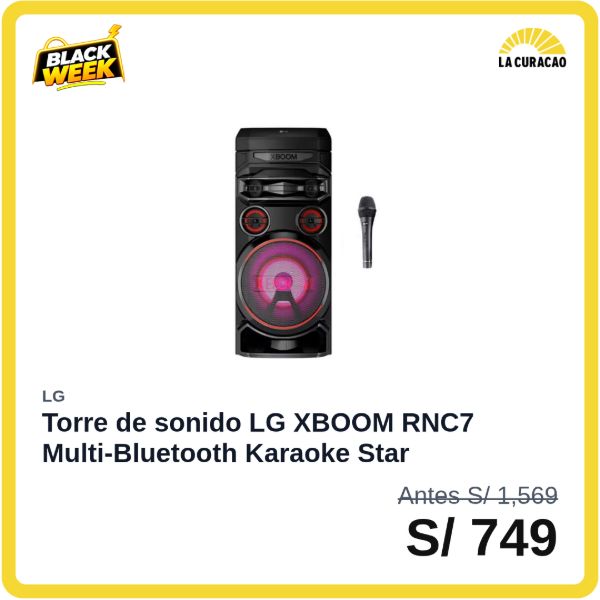 BLACK
WEEK
LA CURACAO
XBOOM
LG
Torre de sonido LG XBOOM RNC7
Multi-Bluetooth Karaoke Star
Antes S/ 1,569
S/ 749